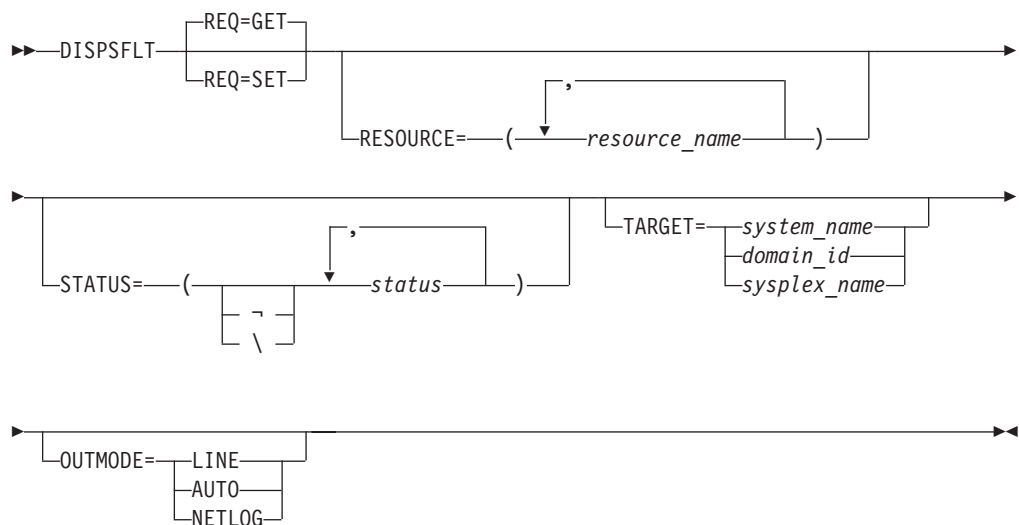 REQ=GET
DISPSFLT
REQ=SET
,
RESOURCE= ( resource_name )
,
TARGET= system_name
STATUS= ( status ) domain_id
¬ sysplex_name
\
OUTMODE= LINE
AUTO
NETLOG